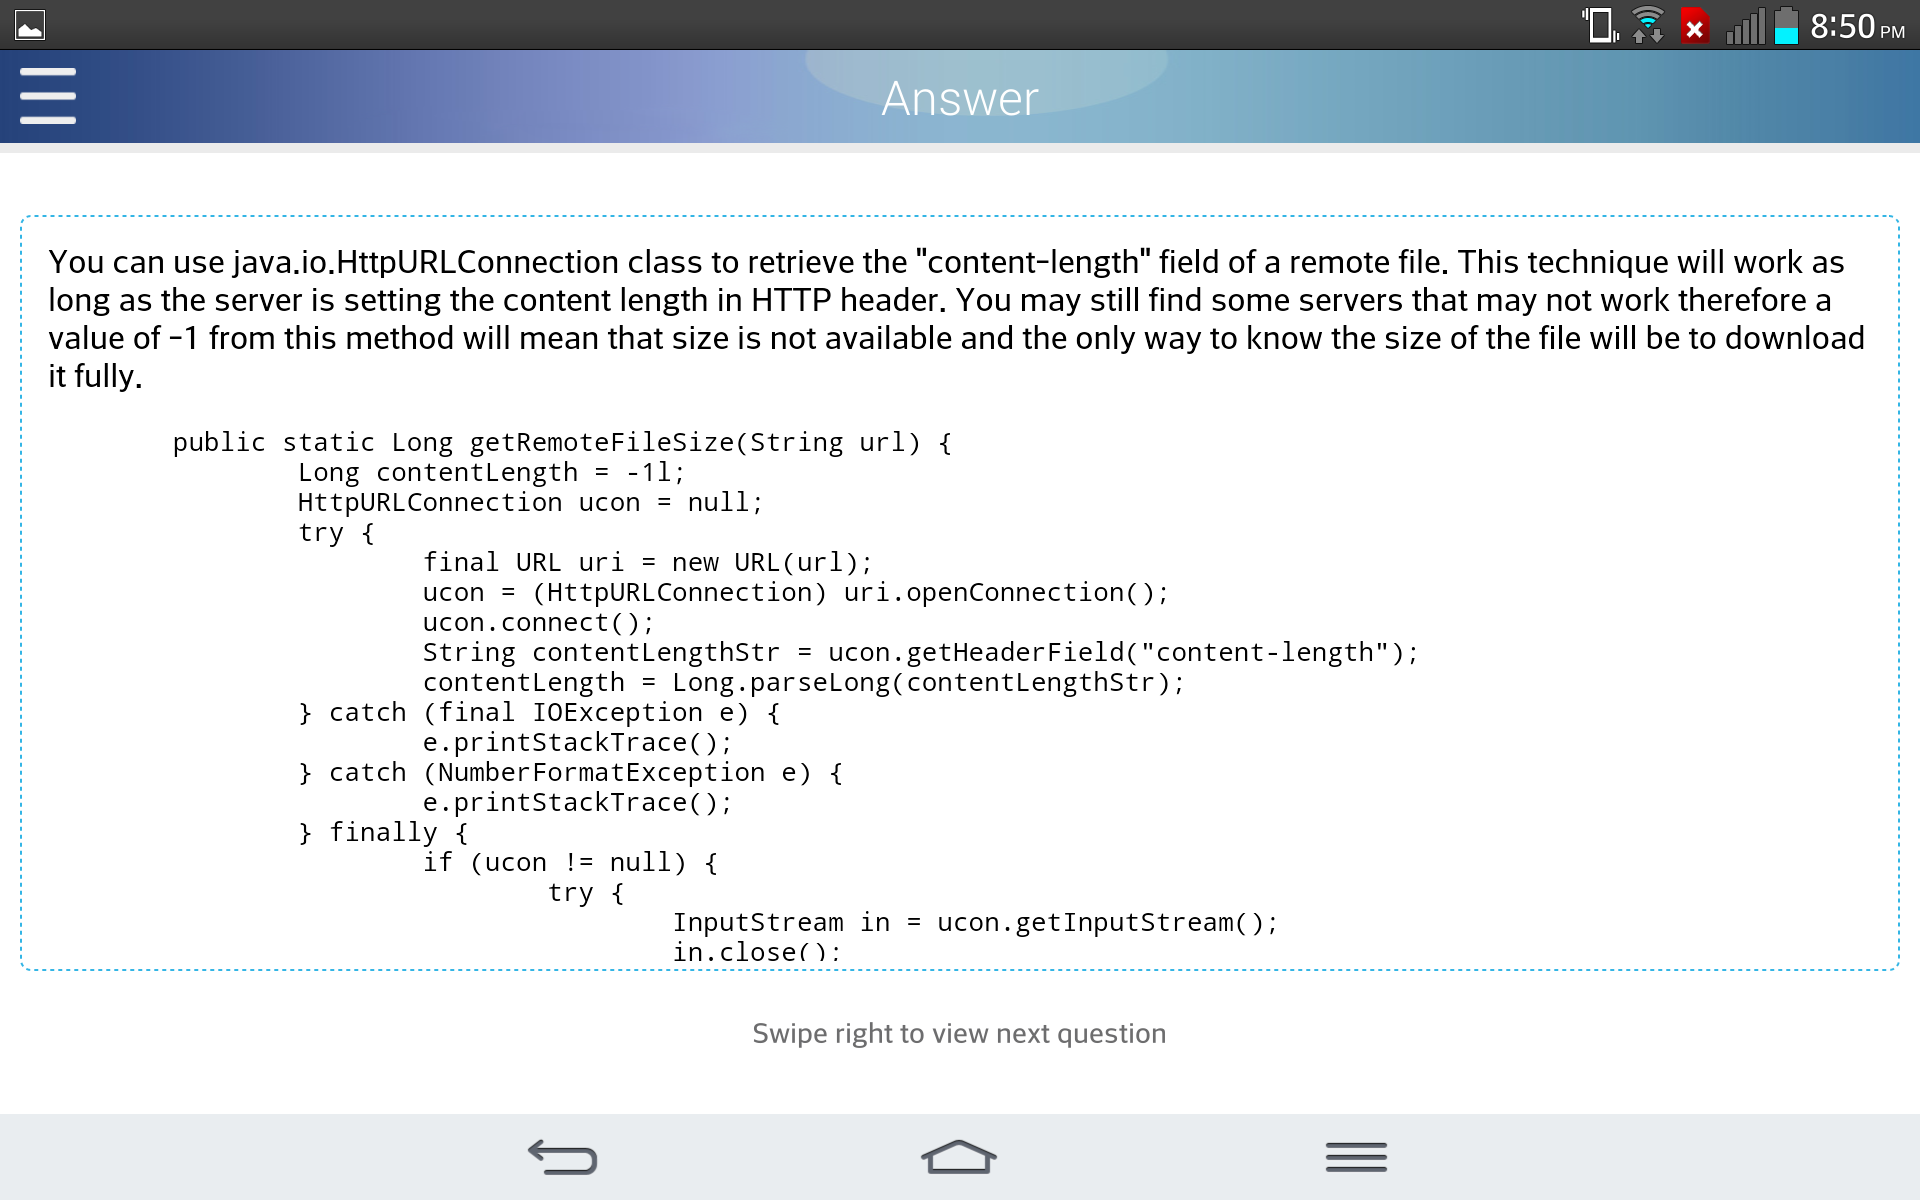 8:50 PM
Answer
You can use java.io.HttpURLConnection class to retrieve the "content-length" field of a remote file. This technique will work as
long as the server is setting the content length in HTTP header. You may still find some servers that may not work therefore a
value of -1 from this method will mean that size is not available and the only way to know the size of the file will be to download
it fully.
public static Long getRemoteFileSize(String url) {
Long contentLength = -1l;
HttpURLConnection ucon = null;
try {
final URL uri = new URL(url);
ucon = (HttpURLConnection) uri.openConnection();
ucon.connect();
String contentLengthStr = ucon.getHeaderField("content-length");
contentLength = Long.parseLong(contentLengthStr);
} catch (final IOException e) {
e.printStackTrace();
} catch (NumberFormatException e) {
e.printStackTrace();
} finally {
if (ucon != null) {
try {
InputStream in = ucon.getInputStream();
in.close();
Swipe right to view next question